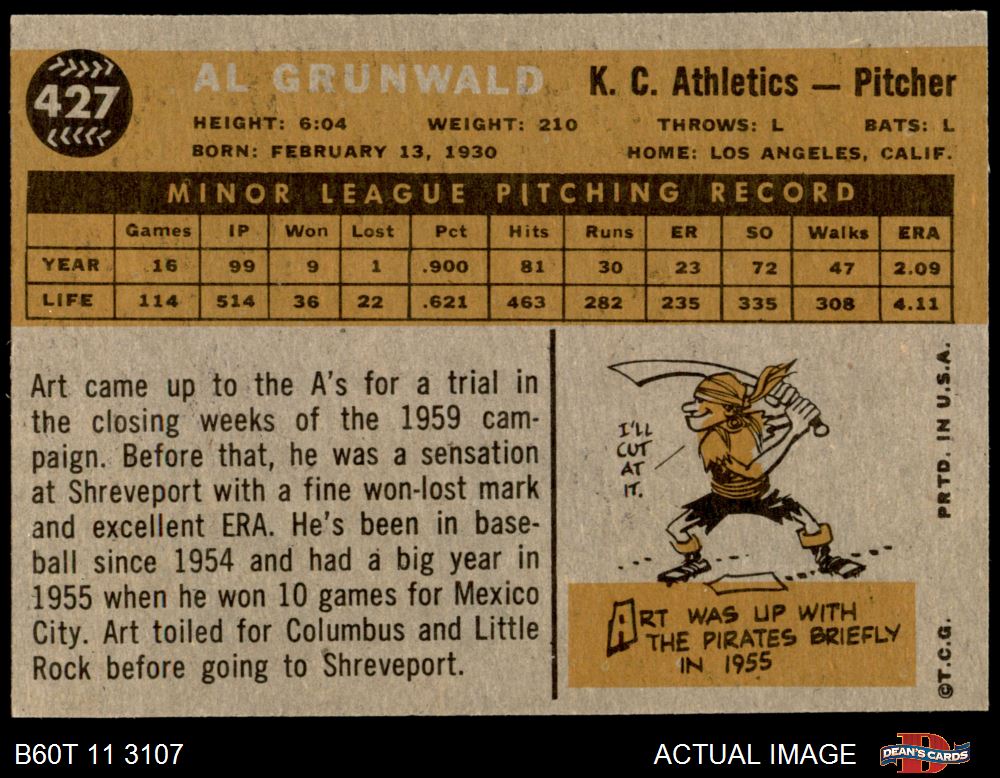 427
AL GRUNWALD K. C. Athletics — Pitcher
HEIGHT: 6:04 WEIGHT: 210 THROWS: L BATS: L
BORN: FEBRUARY 13, 1930 HOME: LOS ANGELES, CALIF.
MINOR LEAGUE PITCHING RECORD
Games IP Won Lost Pct Hits Runs ER SO Walks ERA
YEAR 16 99 9 1 .900 81 30 23 72 47 2.09
LIFE 114 514 36 22 .621 463 282 235 335 308 4.11
Art came up to the A's for a trial in
the closing weeks of the 1959 cam-
paign. Before that, he was a sensation
at Shreveport with a fine won-lost mark
and excellent ERA. He's been in base-
ball since 1954 and had a big year in
1955 when he won 10 games for Mexico
City. Art toiled for Columbus and Little
Rock before going to Shreveport.
I'LL
CUT
AT
IT.
ART WAS UP WITH
THE PIRATES BRIEFLY
IN 1955
PRTD. IN U.S.A.
©T.C.G.
B60T 11 3107 ACTUAL IMAGE
DEAN'S CARDS